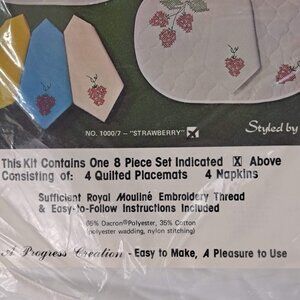 NO. 1000/7 – "STRAWBERRY" X
Styled by
This Kit Contains One 8 Piece Set Indicated X Above
Consisting of: 4 Quilted Placemats 4 Napkins
Sufficient Royal Mouliné Embroidery Thread
& Easy-to-Follow Instructions Included
Dacron® Polyester, 35% Cotton
polyester wadding, nylon stitching)
A Progress Creation - Easy to Make, A Pleasure to Use